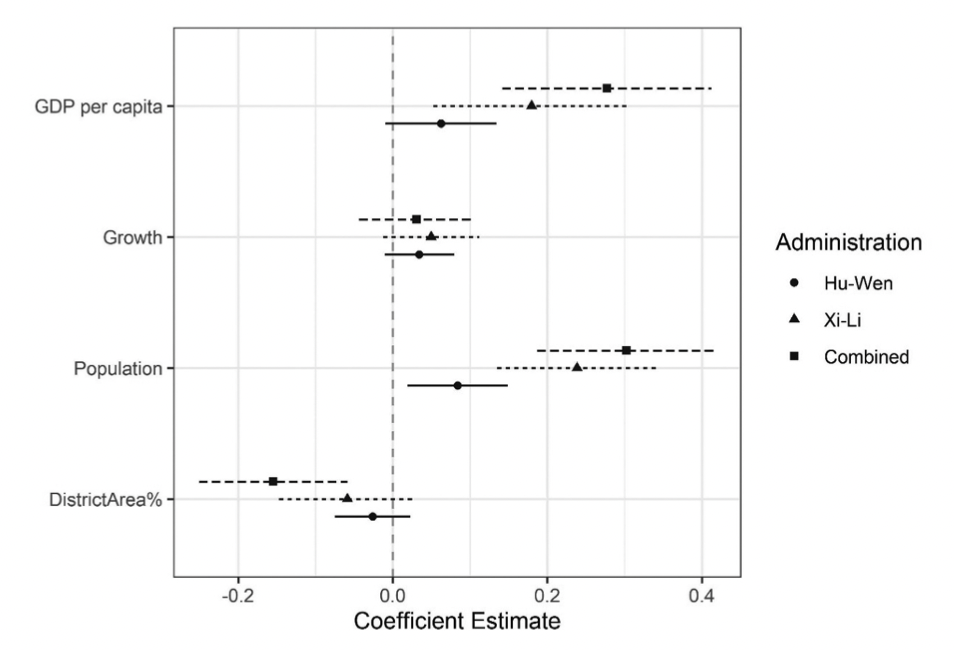 GDP per capita
Growth
Population
DistrictArea%
-0.2 0.0 0.2 0.4
Coefficient Estimate
Administration
Hu-Wen
Xi-Li
Combined